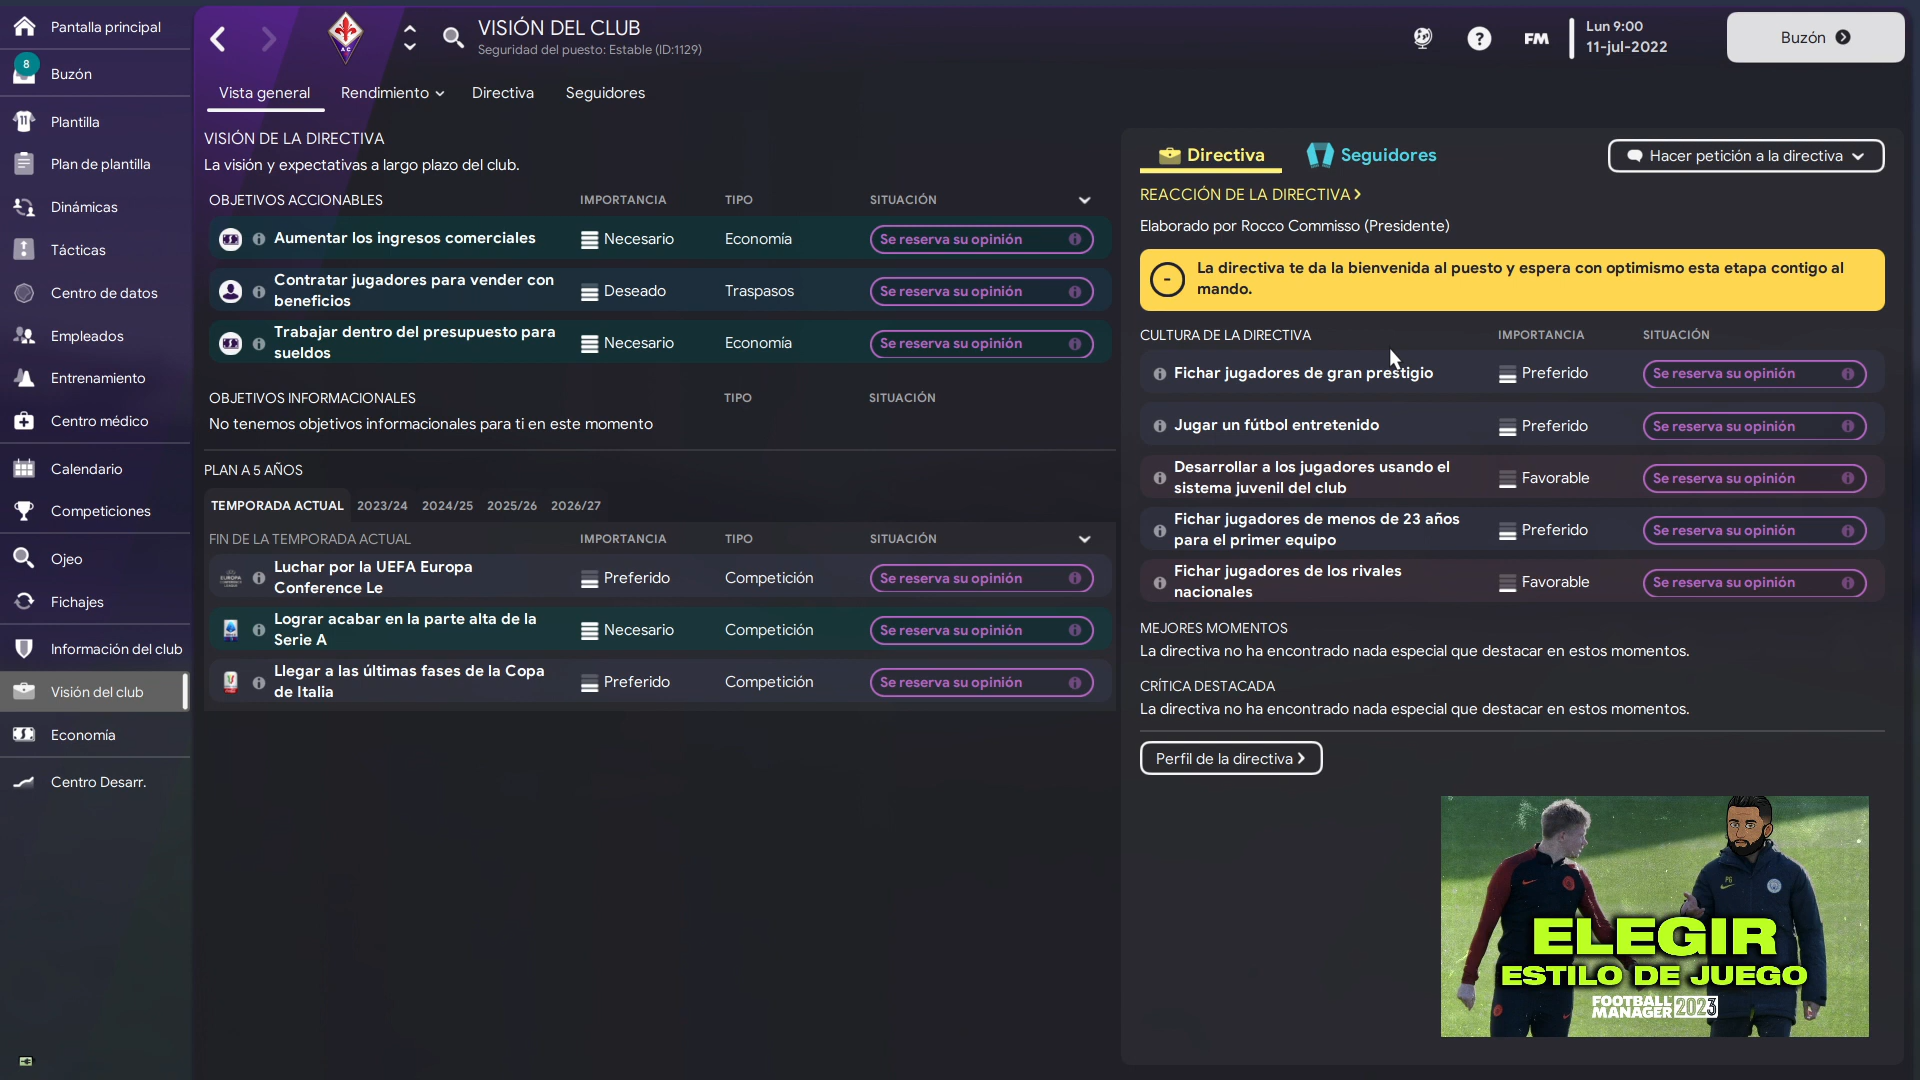 Pantalla principal
8
Buzón
11
Plantilla
Plan de plantilla
Dinámicas
Tácticas
Centro de datos
Empleados
Entrenamiento
Centro médico
Calendario
Competiciones
Ojeo
Fichajes
Información del club
Visión del club
Economía
Centro Desarr.
AC
VISIÓN DEL CLUB
Seguridad del puesto: Estable (ID:1129)
?
FM
Lun 9:00
11-jul-2022
Buzón
Vista general
Rendimiento
Directiva
Seguidores
VISIÓN DE LA DIRECTIVA
La visión y expectativas a largo plazo del club.
OBJETIVOS ACCIONABLES IMPORTANCIA TIPO SITUACIÓN
Aumentar los ingresos comerciales Necesario Economía Se reserva su opinión
Contratar jugadores para vender con
beneficios
Deseado Traspasos Se reserva su opinión
Trabajar dentro del presupuesto para
sueldos
Necesario Economía Se reserva su opinión
OBJETIVOS INFORMACIONALES TIPO SITUACIÓN
No tenemos objetivos informacionales para ti en este momento
PLAN A 5 AÑOS
TEMPORADA ACTUAL 2023/24 2024/25 2025/26 2026/27
FIN DE LA TEMPORADA ACTUAL IMPORTANCIA TIPO SITUACIÓN
Luchar por la UEFA Europa
Conference Le
Preferido Competición Se reserva su opinión
Lograr acabar en la parte alta de la
Serie A
Necesario Competición Se reserva su opinión
Llegar a las últimas fases de la Copa
de Italia
Preferido Competición Se reserva su opinión
Directiva
Seguidores
Hacer petición a la directiva
REACCIÓN DE LA DIRECTIVA
Elaborado por Rocco Commisso (Presidente)
La directiva te da la bienvenida al puesto y espera con optimismo esta etapa contigo al
mando.
CULTURA DE LA DIRECTIVA IMPORTANCIA SITUACIÓN
Fichar jugadores de gran prestigio Preferido Se reserva su opinión
Jugar un fútbol entretenido Preferido Se reserva su opinión
Desarrollar a los jugadores usando el
sistema juvenil del club
Favorable Se reserva su opinión
Fichar jugadores de menos de 23 años
para el primer equipo
Preferido Se reserva su opinión
Fichar jugadores de los rivales
nacionales
Favorable Se reserva su opinión
MEJORES MOMENTOS
La directiva no ha encontrado nada especial que destacar en estos momentos.
CRÍTICA DESTACADA
La directiva no ha encontrado nada especial que destacar en estos momentos.
Perfil de la directiva
PG
ELEGIR
ESTILO DE JUEGO
FOOTBALL
MANAGER 2023